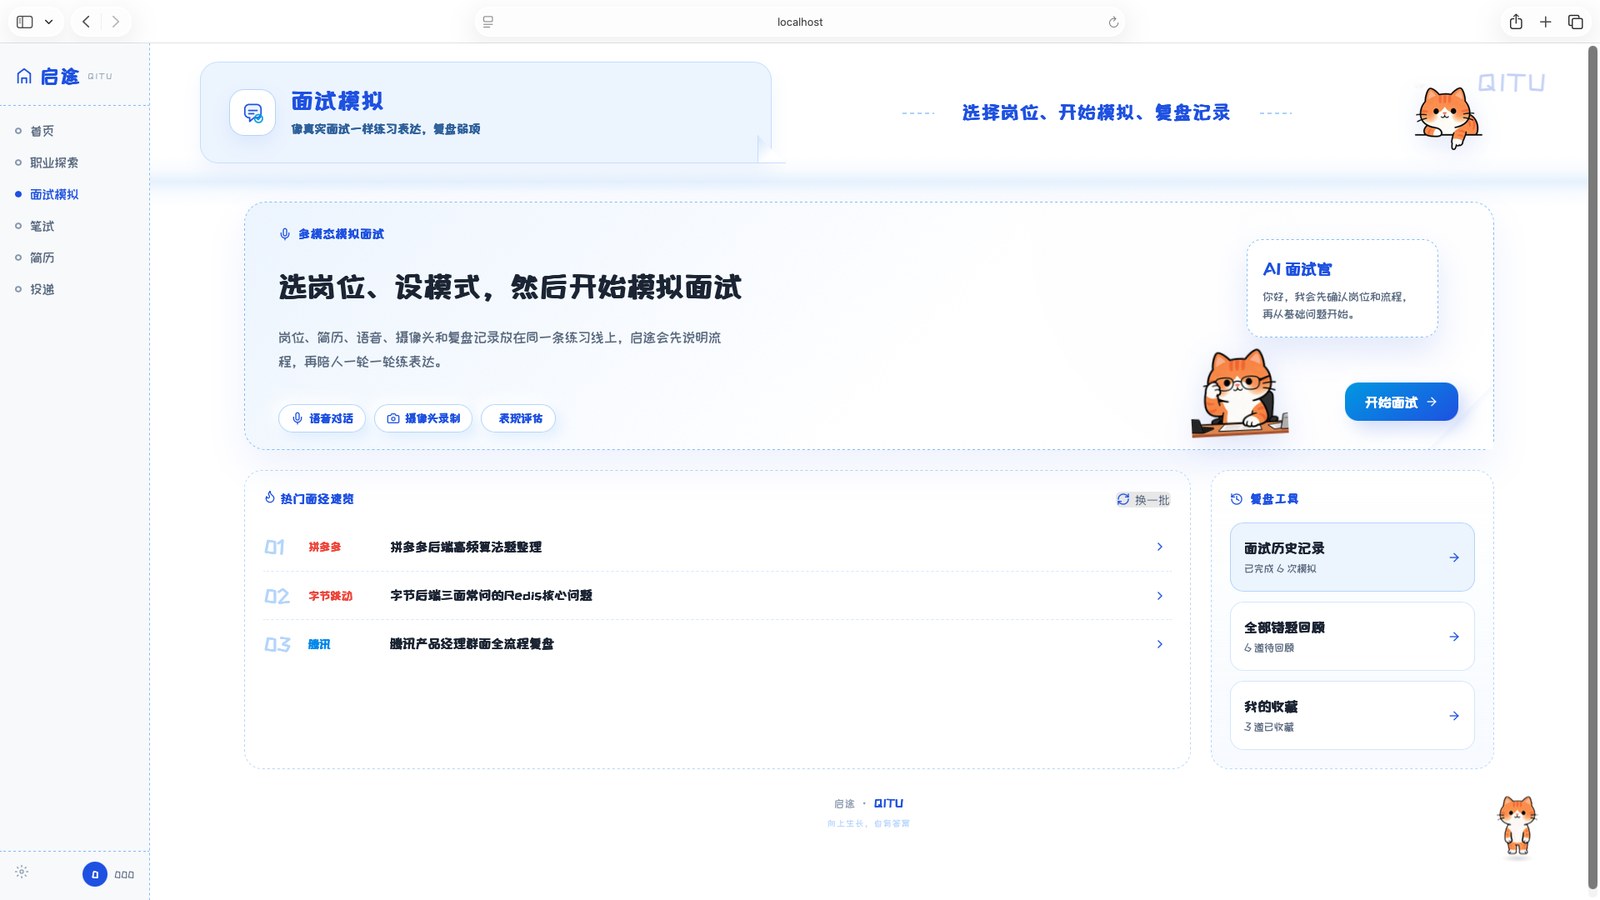 localhost
启途 QITU
首页
职业探索
面试模拟
笔试
简历
投递
面试模拟
像真实面试一样练习表达，复盘弱项
选择岗位、开始模拟、复盘记录
QITU
多模态模拟面试
选岗位、设模式，然后开始模拟面试
岗位、简历、语音、摄像头和复盘记录放在同一条练习线上，启途会先说明流
程，再陪人一轮一轮练表达。
语音对话
摄像头录制
表现评估
AI 面试官
你好，我会先确认岗位和流程，
再从基础问题开始。
开始面试
热门面经速览
换一批
01 拼多多 拼多多后端高频算法题整理
02 字节跳动 字节后端三面常问的Redis核心问题
03 腾讯 腾讯产品经理群面全流程复盘
复盘工具
面试历史记录
已完成 6 次模拟
全部错题回顾
6 道待回顾
我的收藏
3 道已收藏
启途 · QITU
向上生长，自有答案